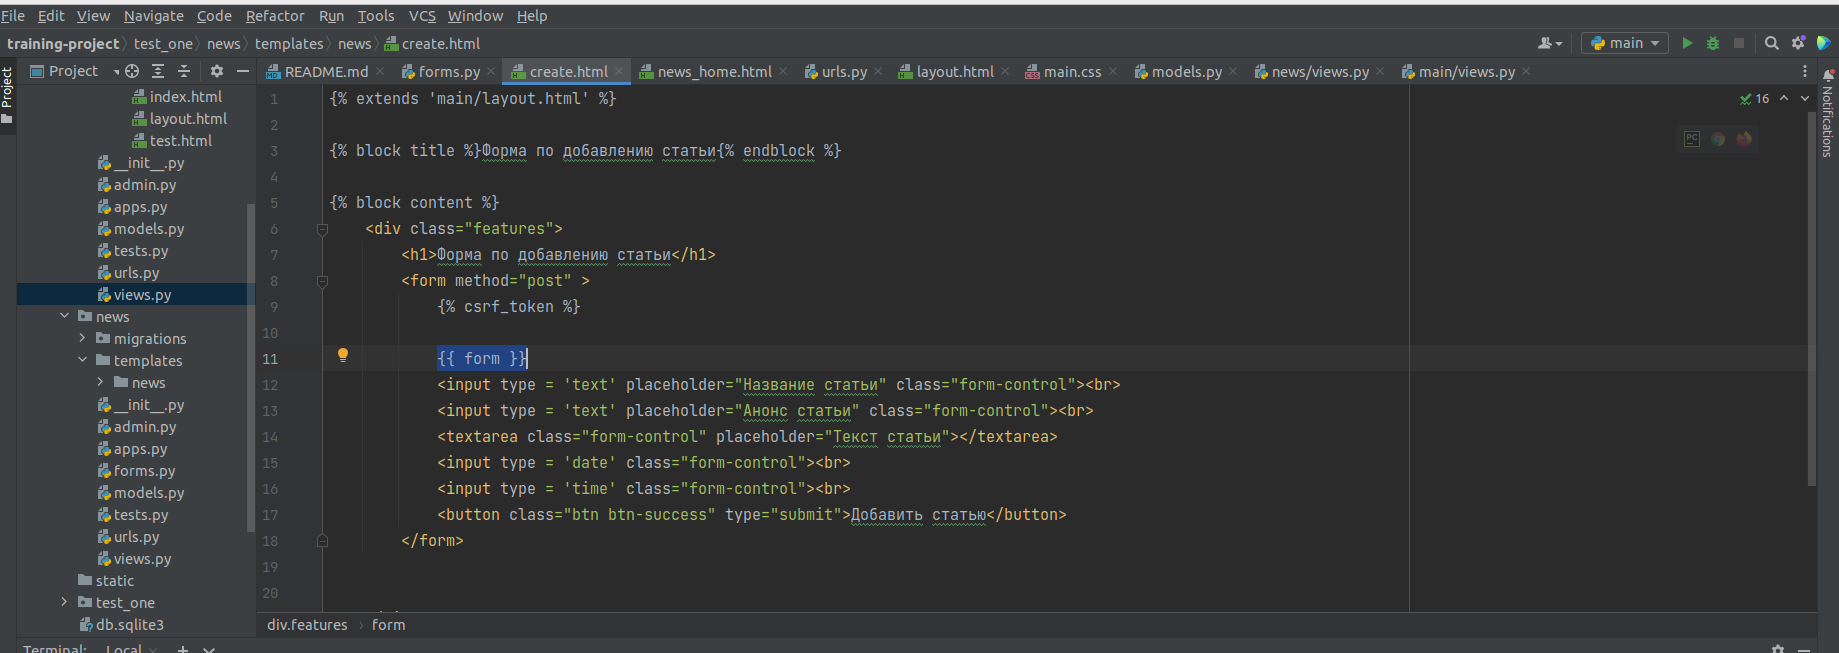 File Edit View Navigate Code Refactor Run Tools VCS Window Help
training-project test_one news templates news create.html main
Project README.md forms.py create.html news_home.html urls.py layout.html main.css models.py news/views.py main/views.py
Project
Notifications
index.html
layout.html
test.html
__init__.py
admin.py
apps.py
models.py
tests.py
urls.py
views.py
news
migrations
templates
news
__init__.py
admin.py
apps.py
forms.py
models.py
tests.py
urls.py
views.py
static
test_one
db.sqlite3
16
1 {% extends 'main/layout.html' %}
2
3 {% block title %}Форма по добавлению статьи{% endblock %}
4
5 {% block content %}
6 <div class="features">
7 <h1>Форма по добавлению статьи</h1>
8 <form method="post" >
9 {% csrf_token %}
10
11 {{ form }}
12 <input type = 'text' placeholder="Название статьи" class="form-control"><br>
13 <input type = 'text' placeholder="Анонс статьи" class="form-control"><br>
14 <textarea class="form-control" placeholder="Текст статьи"></textarea>
15 <input type = 'date' class="form-control"><br>
16 <input type = 'time' class="form-control"><br>
17 <button class="btn btn-success" type="submit">Добавить статью</button>
18 </form>
19
20
div.features › form
Terminal: Local